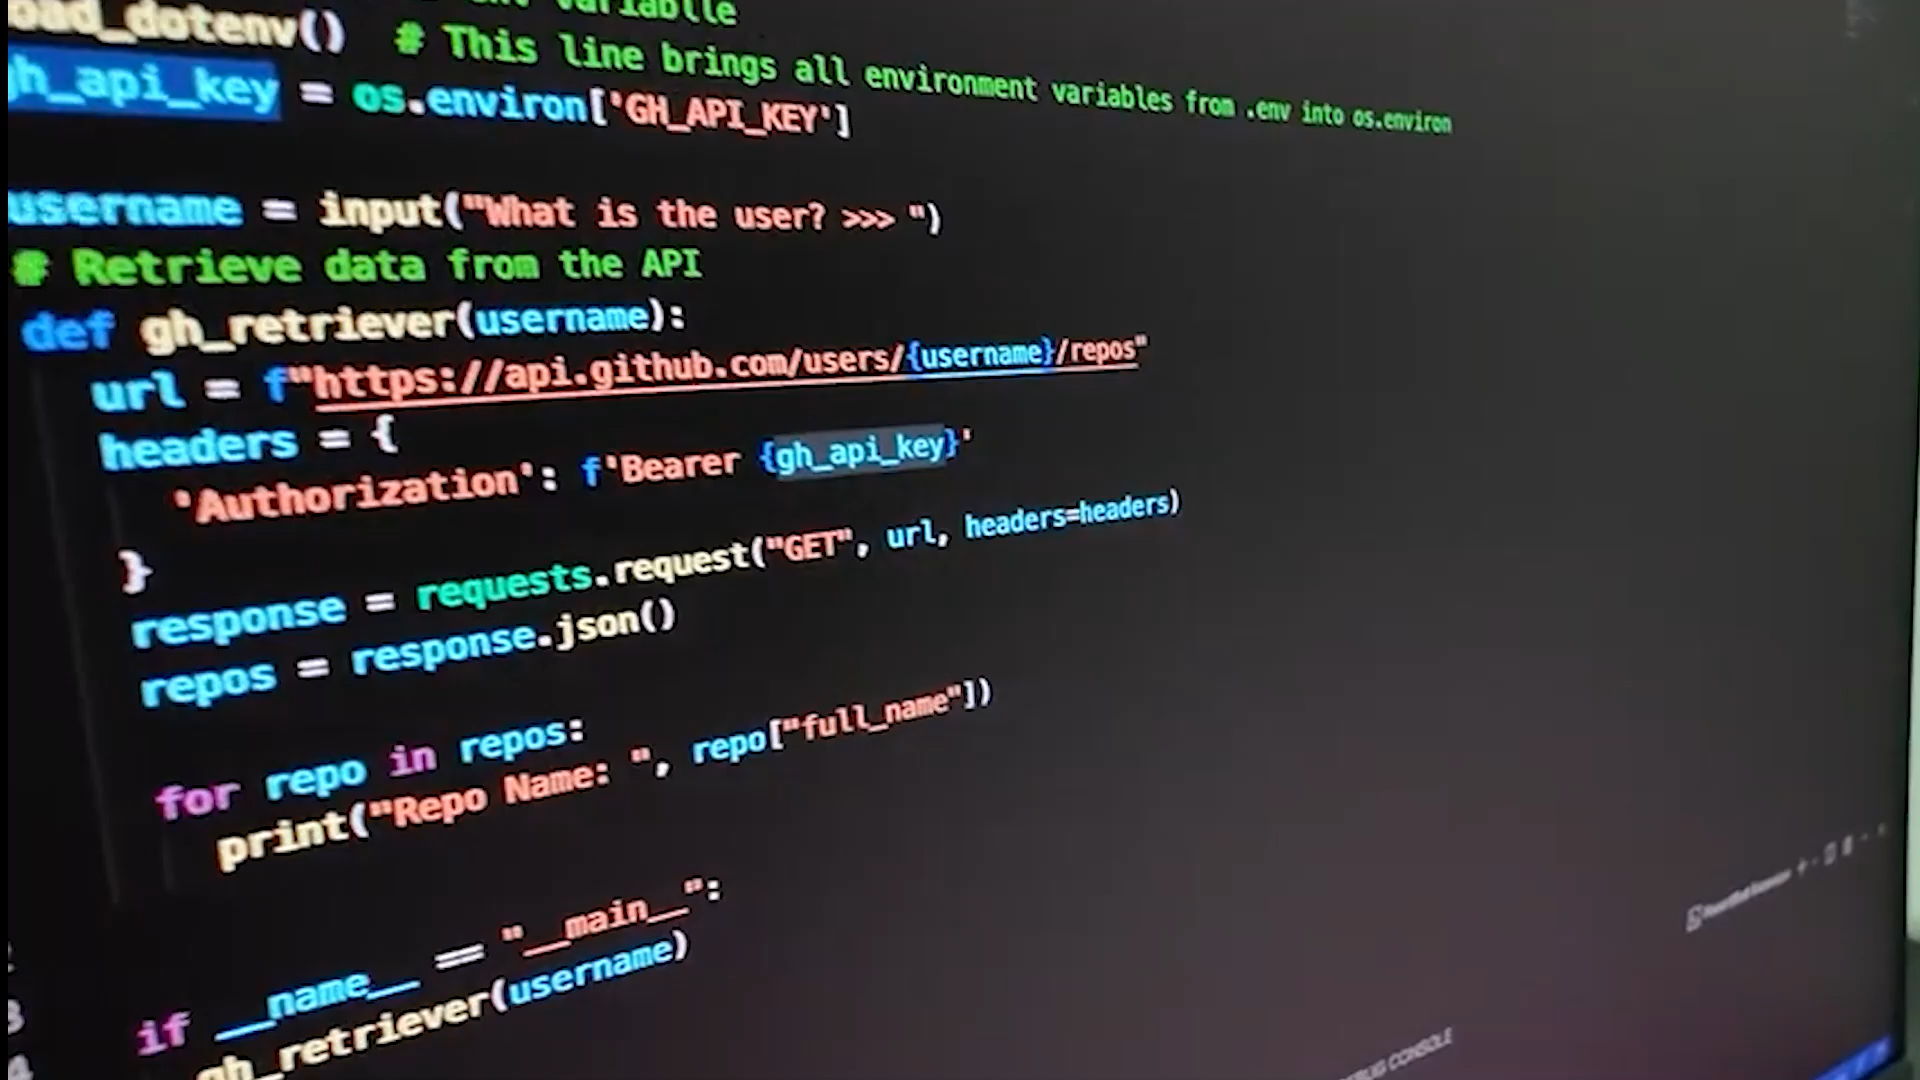 variablle
load_dotenv() # This line brings all environment variables from .env into os.environ
gh_api_key = os.environ['GH_API_KEY']
username = input("What is the user? >>> ")
# Retrieve data from the API
def gh_retriever(username):
url = f"https://api.github.com/users/{username}/repos"
headers = {
'Authorization': f'Bearer {gh_api_key}'
}
response = requests.request("GET", url, headers=headers)
repos = response.json()
for repo in repos:
print("Repo Name: ", repo["full_name"])
if __name__ == "__main__":
gh_retriever(username)
DEBUG CONSOLE